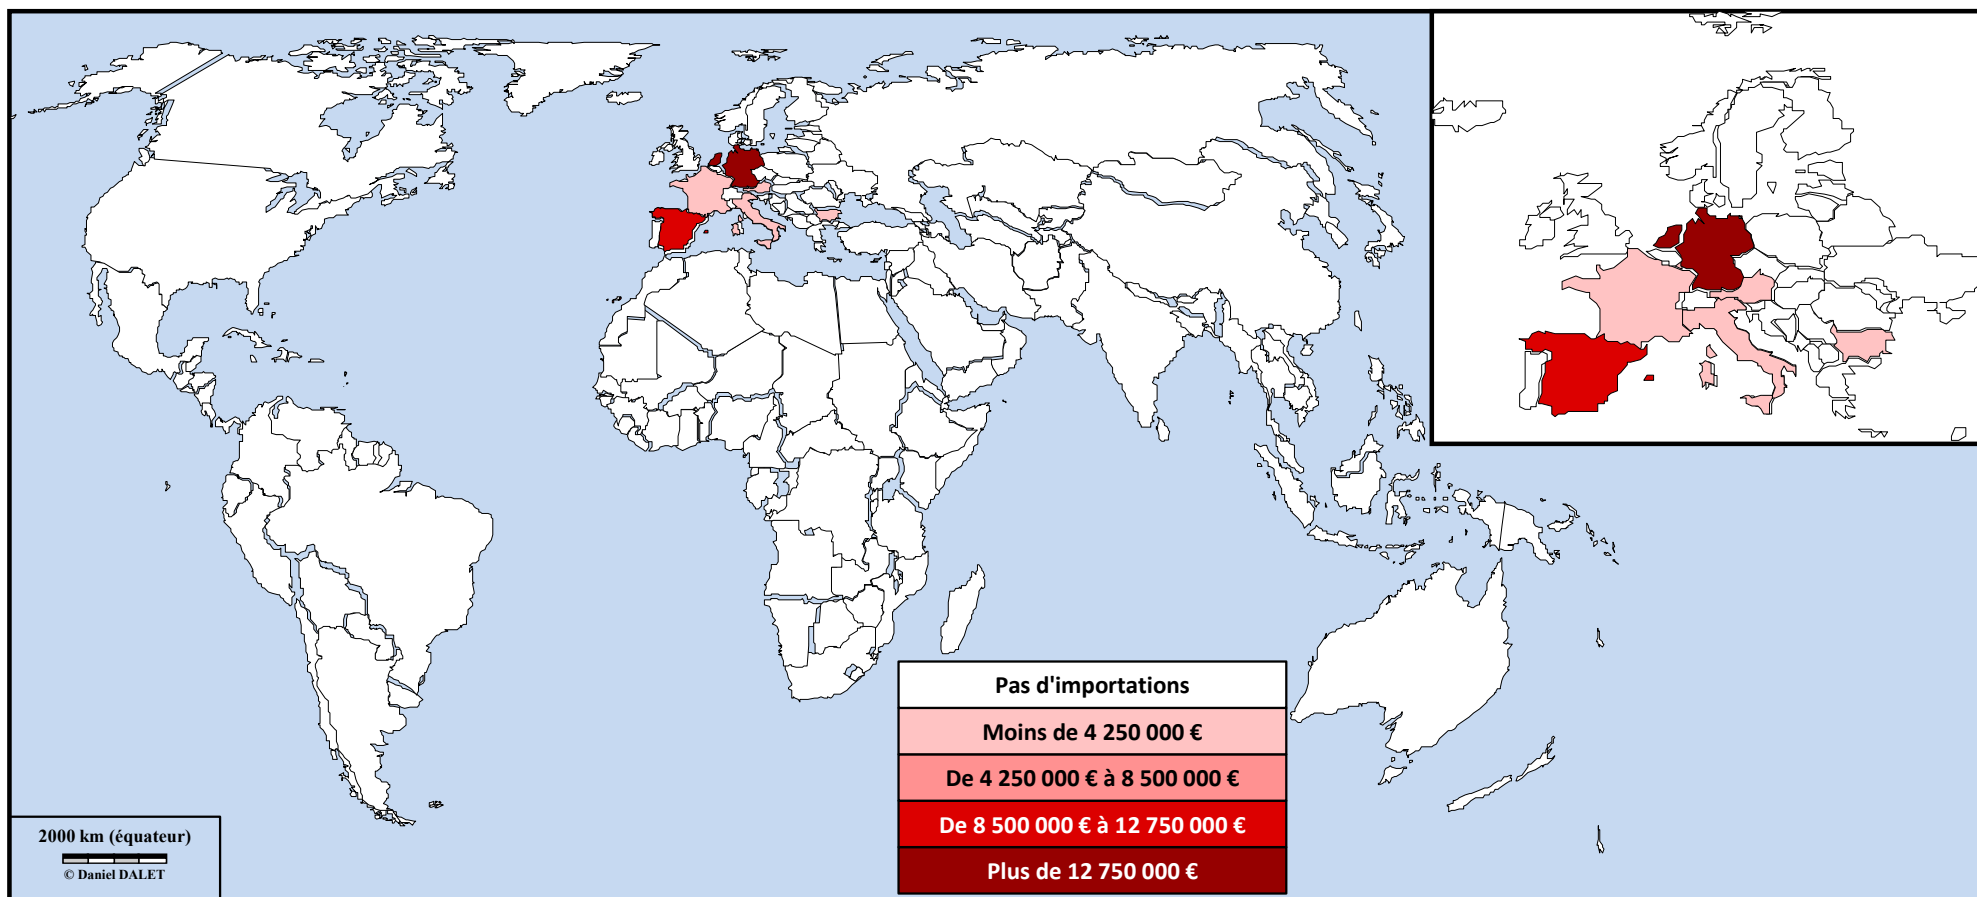 Pas d'importations
Moins de 4 250 000 €
De 4 250 000 € à 8 500 000 €
De 8 500 000 € à 12 750 000 €
Plus de 12 750 000 €
2000 km (équateur)
© Daniel DALET